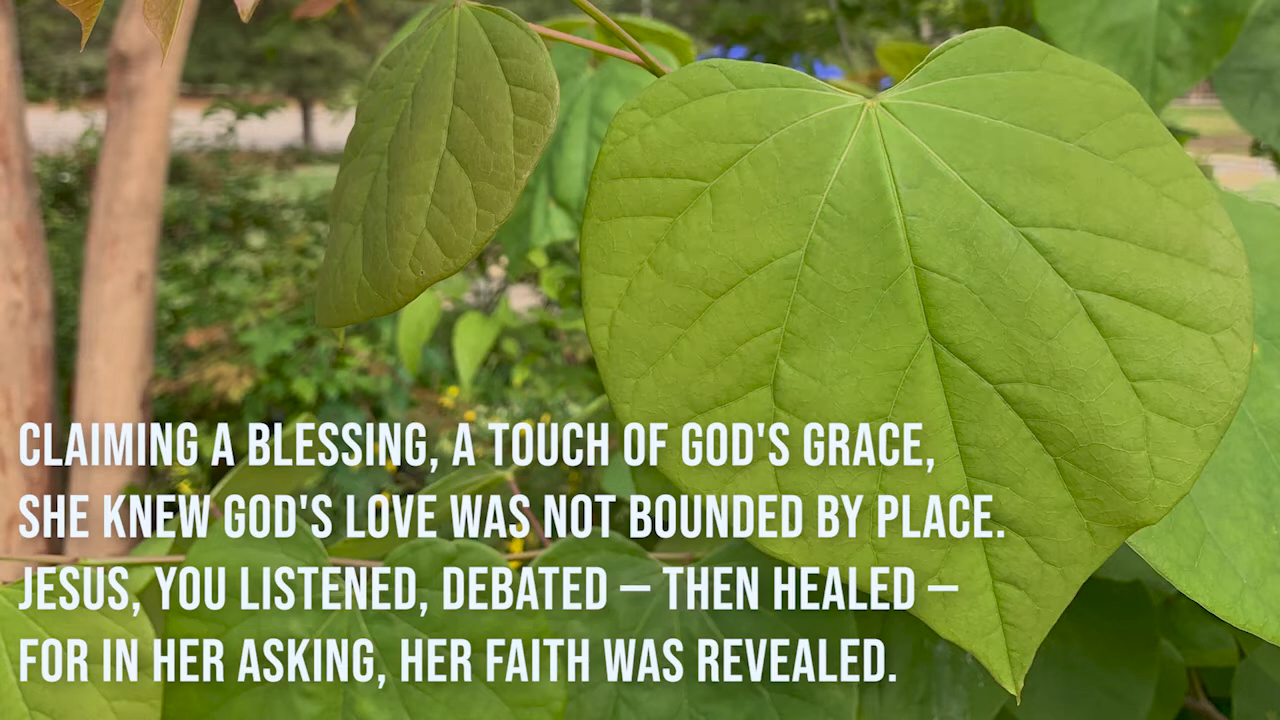 CLAIMING A BLESSING, A TOUCH OF GOD'S GRACE,
SHE KNEW GOD'S LOVE WAS NOT BOUNDED BY PLACE.
JESUS, YOU LISTENED, DEBATED — THEN HEALED —
FOR IN HER ASKING, HER FAITH WAS REVEALED.